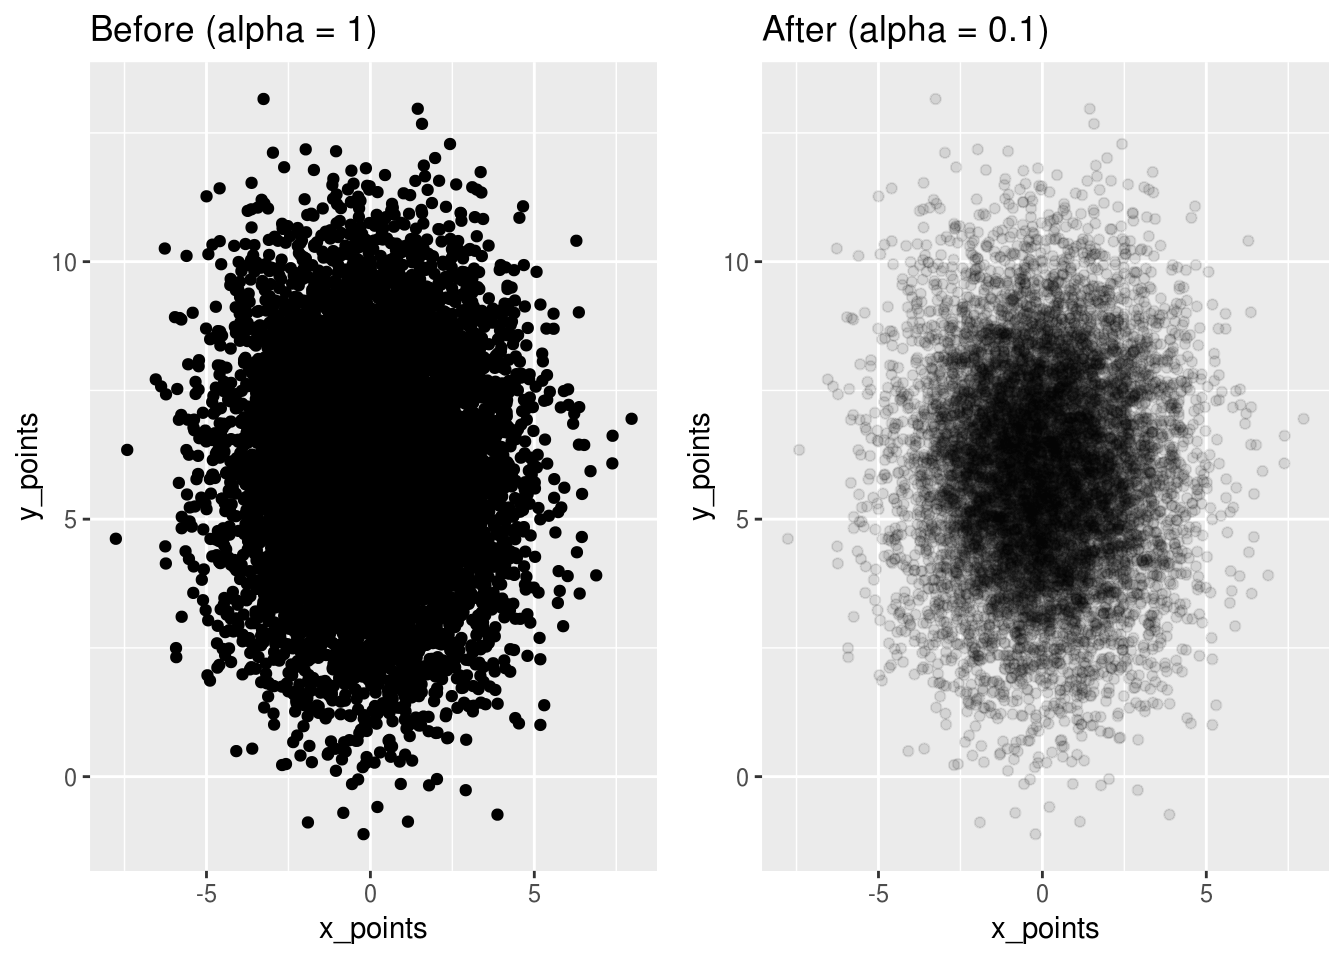 Before (alpha = 1)
y_points
10
5
0
-5 0 5
x_points
After (alpha = 0.1)
y_points
10
5
0
-5 0 5
x_points